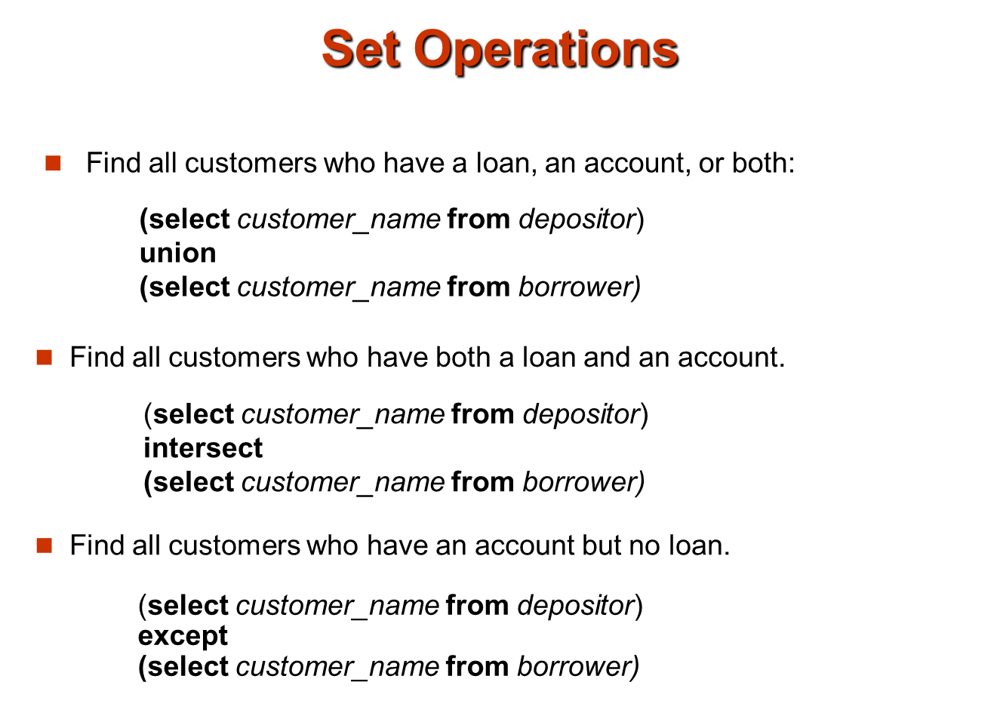 Set Operations
Find all customers who have a loan, an account, or both:
(select customer_name from depositor)
union
(select customer_name from borrower)
Find all customers who have both a loan and an account.
(select customer_name from depositor)
intersect
(select customer_name from borrower)
Find all customers who have an account but no loan.
(select customer_name from depositor)
except
(select customer_name from borrower)